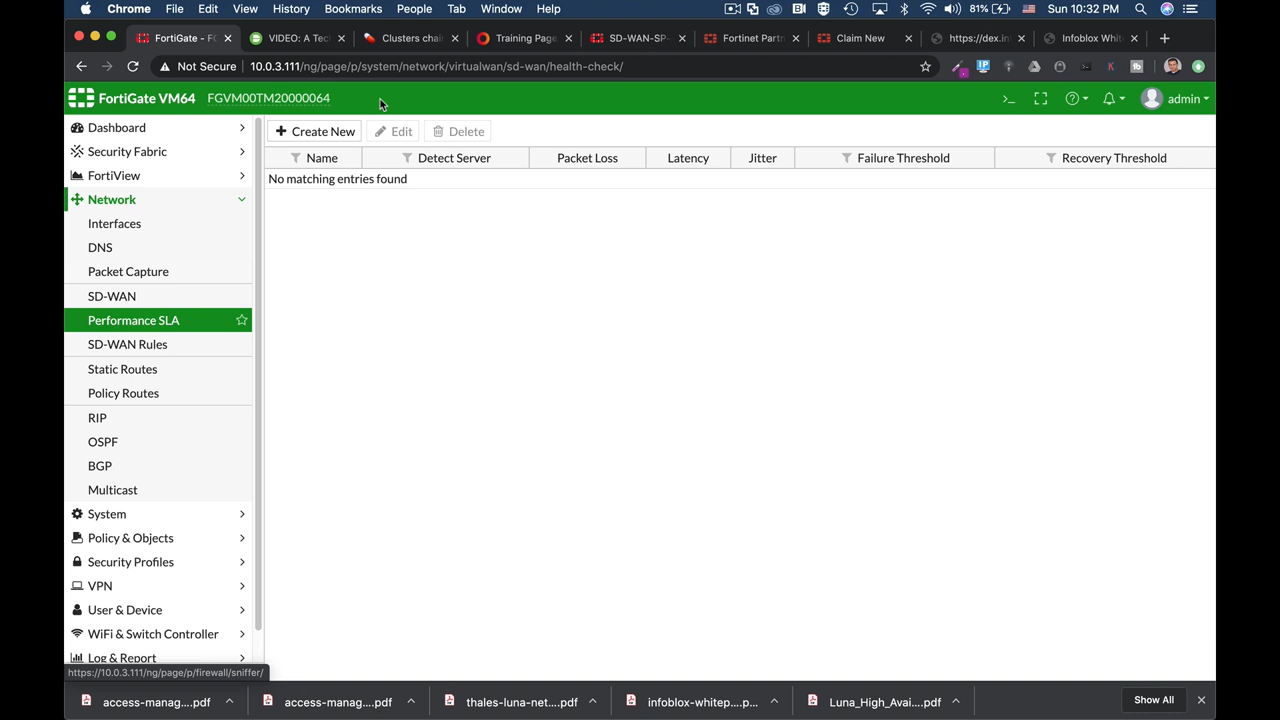 Chrome File Edit View History Bookmarks People Tab Window Help 81% Sun 10:32 PM
FortiGate - FG VIDEO: A Tec Clusters chai Training Page SD-WAN-SP- Fortinet Partn Claim New https://dex.in Infoblox Whit
Not Secure 10.0.3.111/ng/page/p/system/network/virtualwan/sd-wan/health-check/
FortiGate VM64 FGVM00TM20000064 admin
Dashboard
Security Fabric
FortiView
Network
Interfaces
DNS
Packet Capture
SD-WAN
Performance SLA
SD-WAN Rules
Static Routes
Policy Routes
RIP
OSPF
BGP
Multicast
System
Policy & Objects
Security Profiles
VPN
User & Device
WiFi & Switch Controller
Log & Report
Create New Edit Delete
Name Detect Server Packet Loss Latency Jitter Failure Threshold Recovery Threshold
No matching entries found
https://10.0.3.111/ng/page/p/firewall/sniffer/
access-manag....pdf access-manag....pdf thales-luna-net....pdf infoblox-whitep....p... Luna_High_Avai....pdf Show All